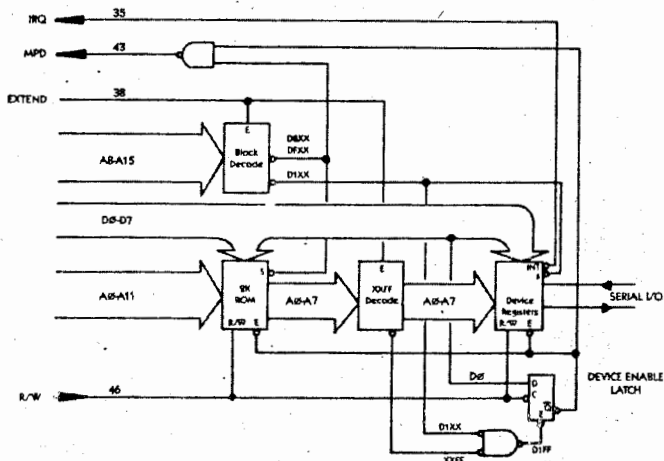 IRQ 35
MPD 43
EXTEND 38
E
Block
Decode
D8XX
DFXX
D1XX
A8-A15
DØ-D7
S
2K
ROM
R/W E
AØ-A11
AØ-A7
E
XXFF
Decode
AØ-A7
INT
Device
Registers
R/W E
SERIAL I/O
R/W 46
DØ
D
C
Q
E
DEVICE ENABLE
LATCH
D1XX
XXFF
D1FF